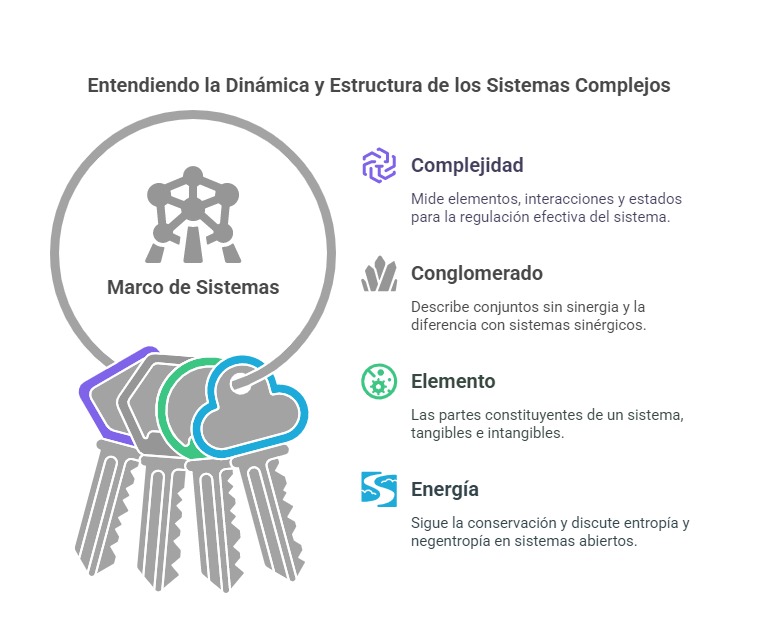 Entendiendo la Dinámica y Estructura de los Sistemas Complejos
Marco de Sistemas
Complejidad
Mide elementos, interacciones y estados
para la regulación efectiva del sistema.
Conglomerado
Describe conjuntos sin sinergia y la
diferencia con sistemas sinérgicos.
Elemento
Las partes constituyentes de un sistema,
tangibles e intangibles.
Energía
Sigue la conservación y discute entropía y
negentropía en sistemas abiertos.